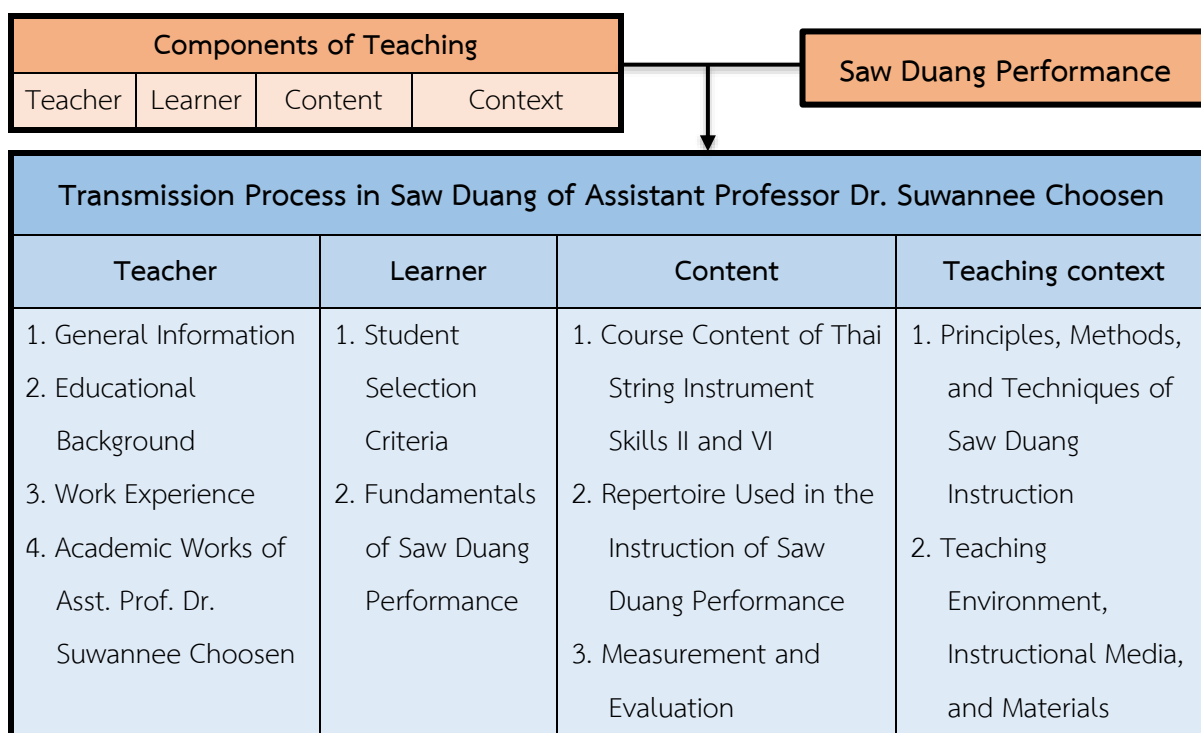 Components of Teaching
Teacher Learner Content Context
Saw Duang Performance
Transmission Process in Saw Duang of Assistant Professor Dr. Suwannee Choosen
Teacher
1. General Information
2. Educational
Background
3. Work Experience
4. Academic Works of
Asst. Prof. Dr.
Suwannee Choosen
Learner
1. Student
Selection
Criteria
2. Fundamentals
of Saw Duang
Performance
Content
1. Course Content of Thai
String Instrument
Skills II and VI
2. Repertoire Used in the
Instruction of Saw
Duang Performance
3. Measurement and
Evaluation
Teaching context
1. Principles, Methods,
and Techniques of
Saw Duang
Instruction
2. Teaching
Environment,
Instructional Media,
and Materials